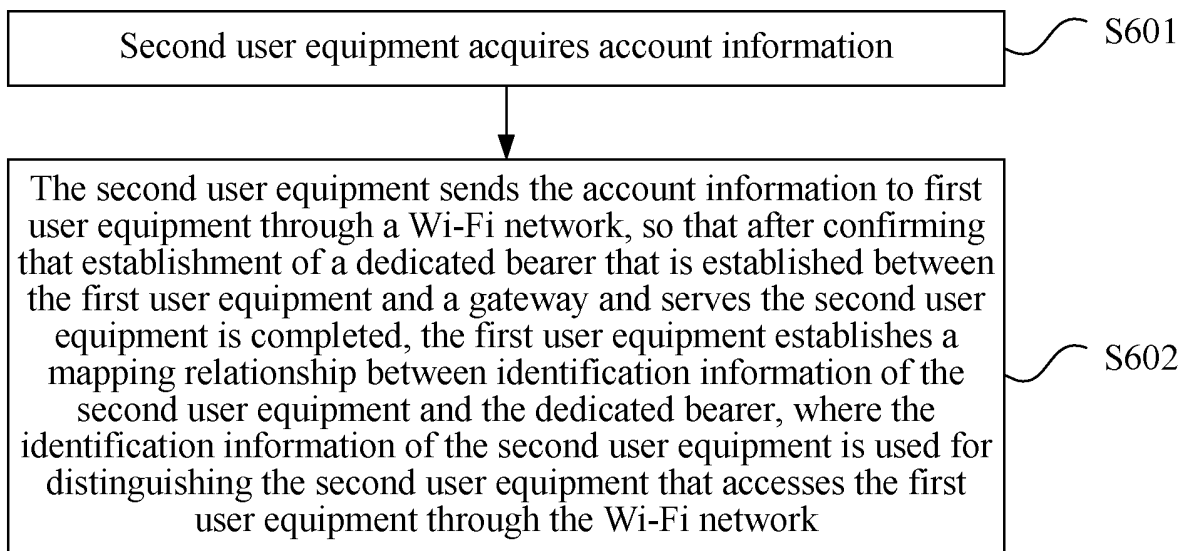 Second user equipment acquires account information
S601
The second user equipment sends the account information to first
user equipment through a Wi-Fi network, so that after confirming
that establishment of a dedicated bearer that is established between
the first user equipment and a gateway and serves the second user
equipment is completed, the first user equipment establishes a
mapping relationship between identification information of the
second user equipment and the dedicated bearer, where the
identification information of the second user equipment is used for
distinguishing the second user equipment that accesses the first
user equipment through the Wi-Fi network
S602